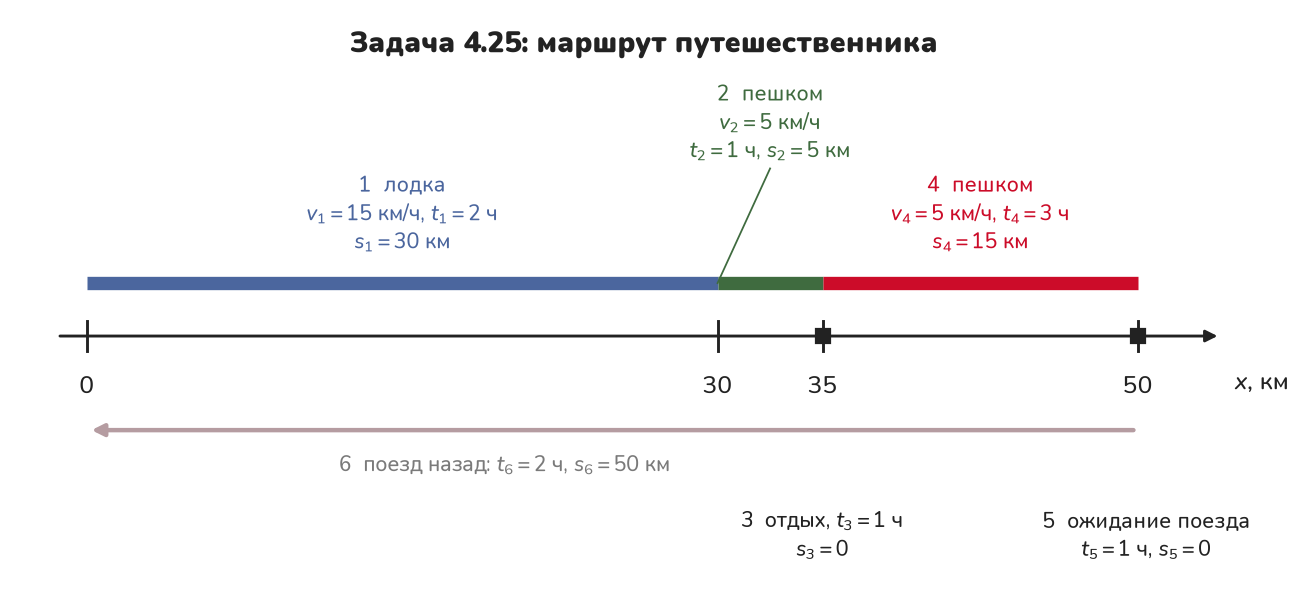 Задача 4.25: маршрут путешественника
2 пешком
v₂ = 5 км/ч
t₂ = 1 ч, s₂ = 5 км
1 лодка
v₁ = 15 км/ч, t₁ = 2 ч
s₁ = 30 км
4 пешком
v₄ = 5 км/ч, t₄ = 3 ч
s₄ = 15 км
0
30
35
50
x, км
6 поезд назад: t₆ = 2 ч, s₆ = 50 км
3 отдых, t₃ = 1 ч
s₃ = 0
5 ожидание поезда
t₅ = 1 ч, s₅ = 0